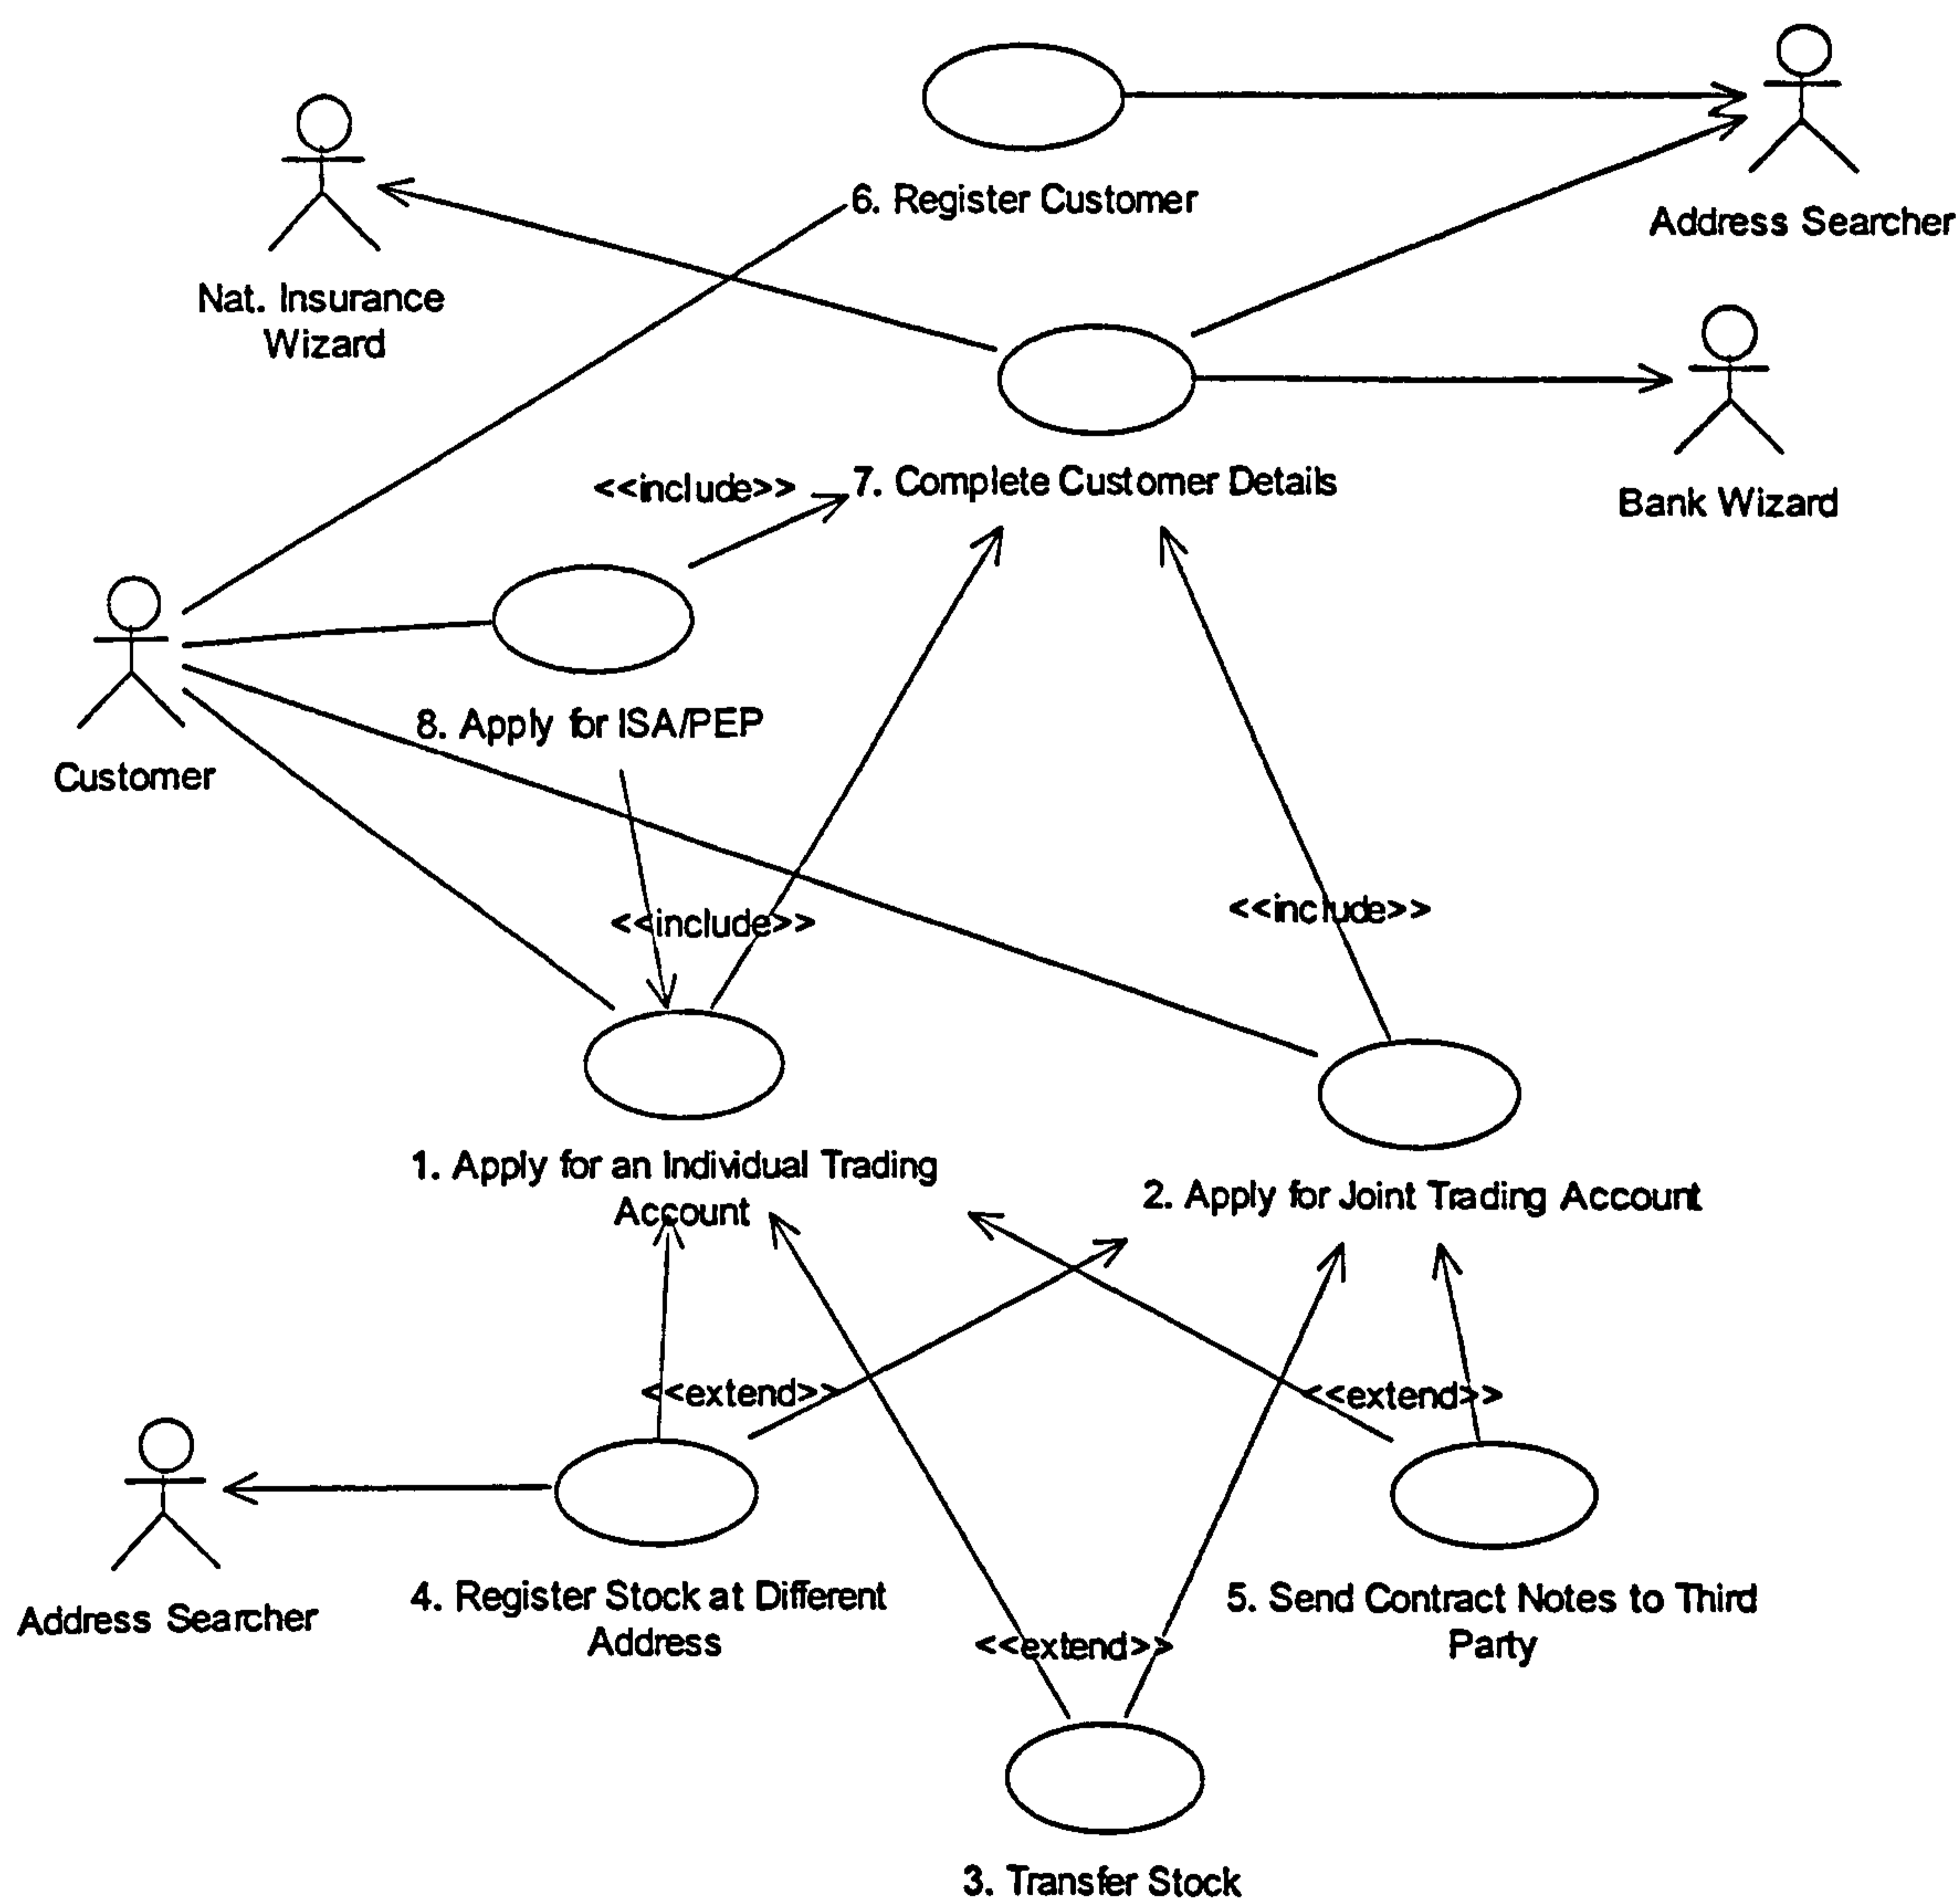 6. Register Customer
Address Searcher
Nat. Insurance
Wizard
<<include>>
7. Complete Customer Details
Bank Wizard
8. Apply for ISA/PEP
Customer
<<include>>
<<include>>
1. Apply for an Individual Trading
Account
2. Apply for Joint Trading Account
<<extend>>
<<extend>>
4. Register Stock at Different
Address
5. Send Contract Notes to Third
Party
Address Searcher
<<extend>>
3. Transfer Stock